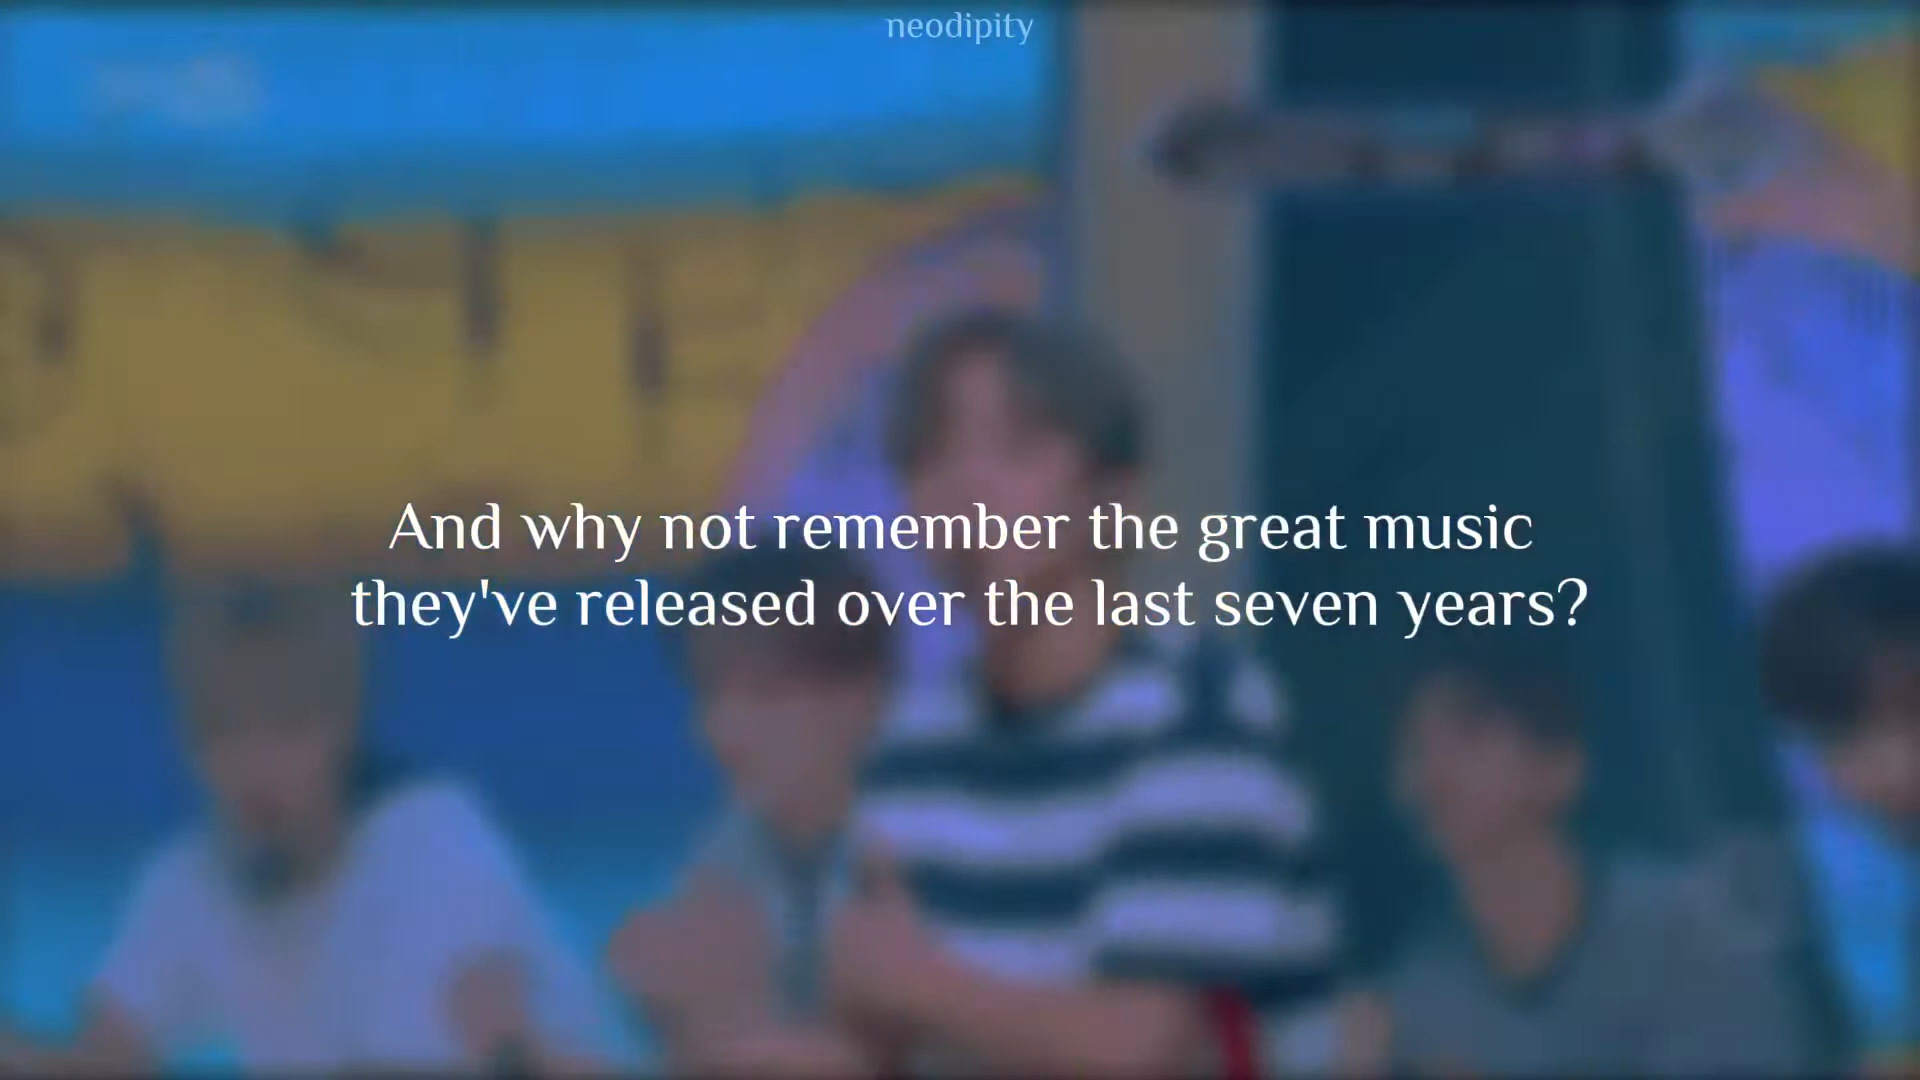 neodipity
And why not remember the great music
they've released over the last seven years?